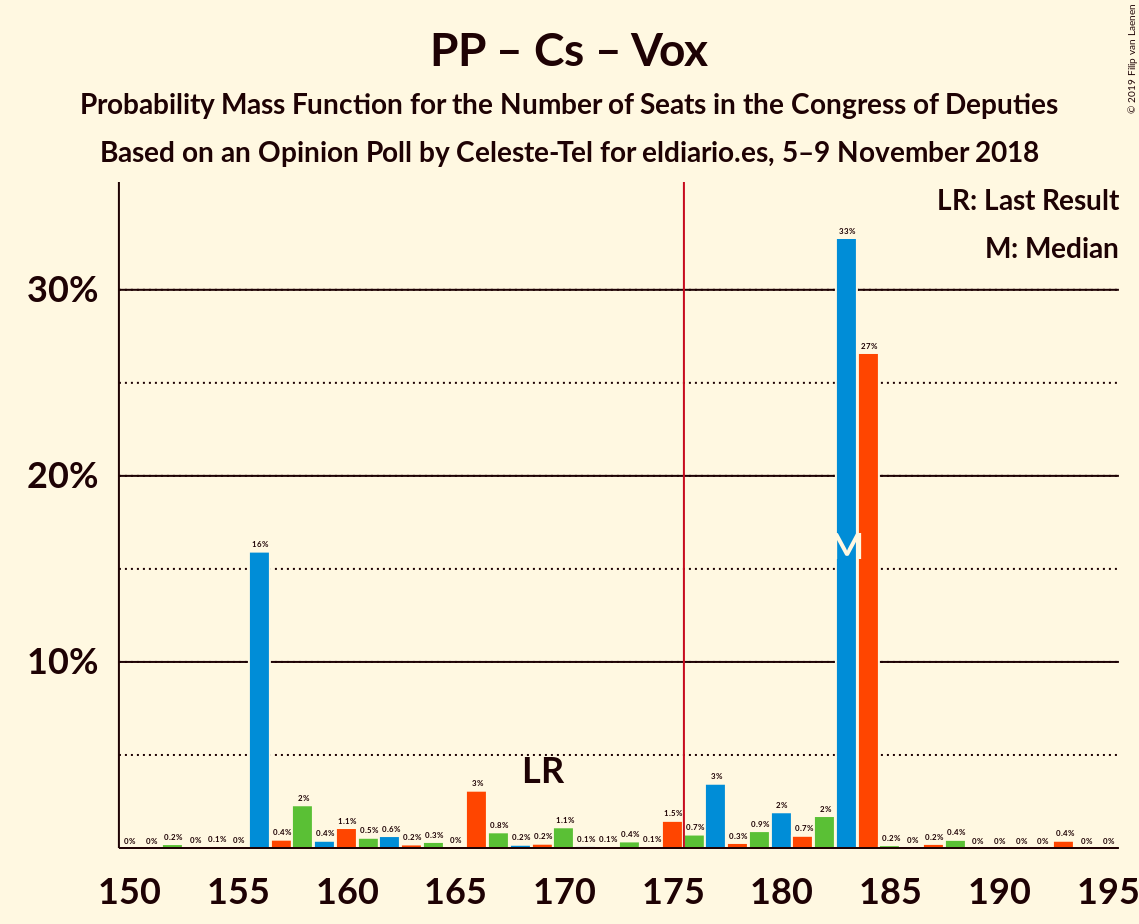 PP – Cs – Vox
Probability Mass Function for the Number of Seats in the Congress of Deputies
Based on an Opinion Poll by Celeste-Tel for eldiario.es, 5–9 November 2018
© 2019 Filip van Laenen
LR: Last Result
M: Median
30%
20%
10%
0% 0% 0.2% 0% 0.1% 0% 16% 0.4% 2% 0.4% 1.1% 0.5% 0.6% 0.2% 0.3% 0% 3% 0.8% 0.2% 0.2% 1.1% 0.1% 0.1% 0.4% 0.1% 1.5% 0.7% 3% 0.3% 0.9% 2% 0.7% 2% 33% 27% 0.2% 0% 0.2% 0.4% 0% 0% 0% 0% 0.4% 0% 0%
LR
M
150 155 160 165 170 175 180 185 190 195